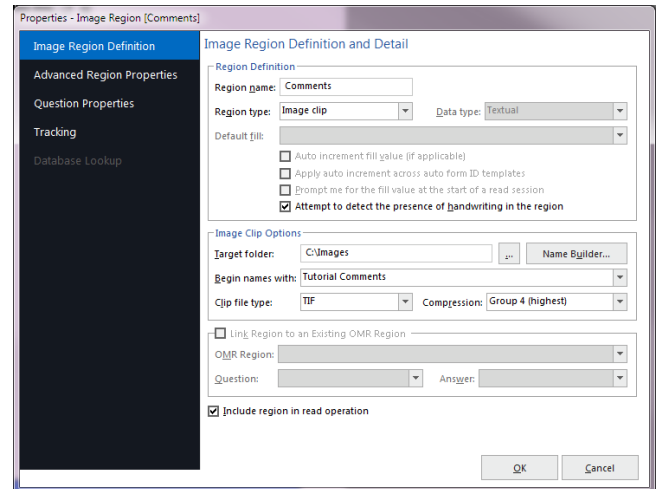 Properties - Image Region [Comments]
Image Region Definition
Advanced Region Properties
Question Properties
Tracking
Database Lookup
Image Region Definition and Detail
Region Definition
Region name: Comments
Region type: Image clip Data type: Textual
Default fill:
Auto increment fill value (if applicable)
Apply auto increment across auto form ID templates
Prompt me for the fill value at the start of a read session
Attempt to detect the presence of handwriting in the region
Image Clip Options
Target folder: C:\Images ... Name Builder...
Begin names with: Tutorial Comments
Clip file type: TIF Compression: Group 4 (highest)
Link Region to an Existing OMR Region
OMR Region:
Question: Answer:
Include region in read operation
OK Cancel